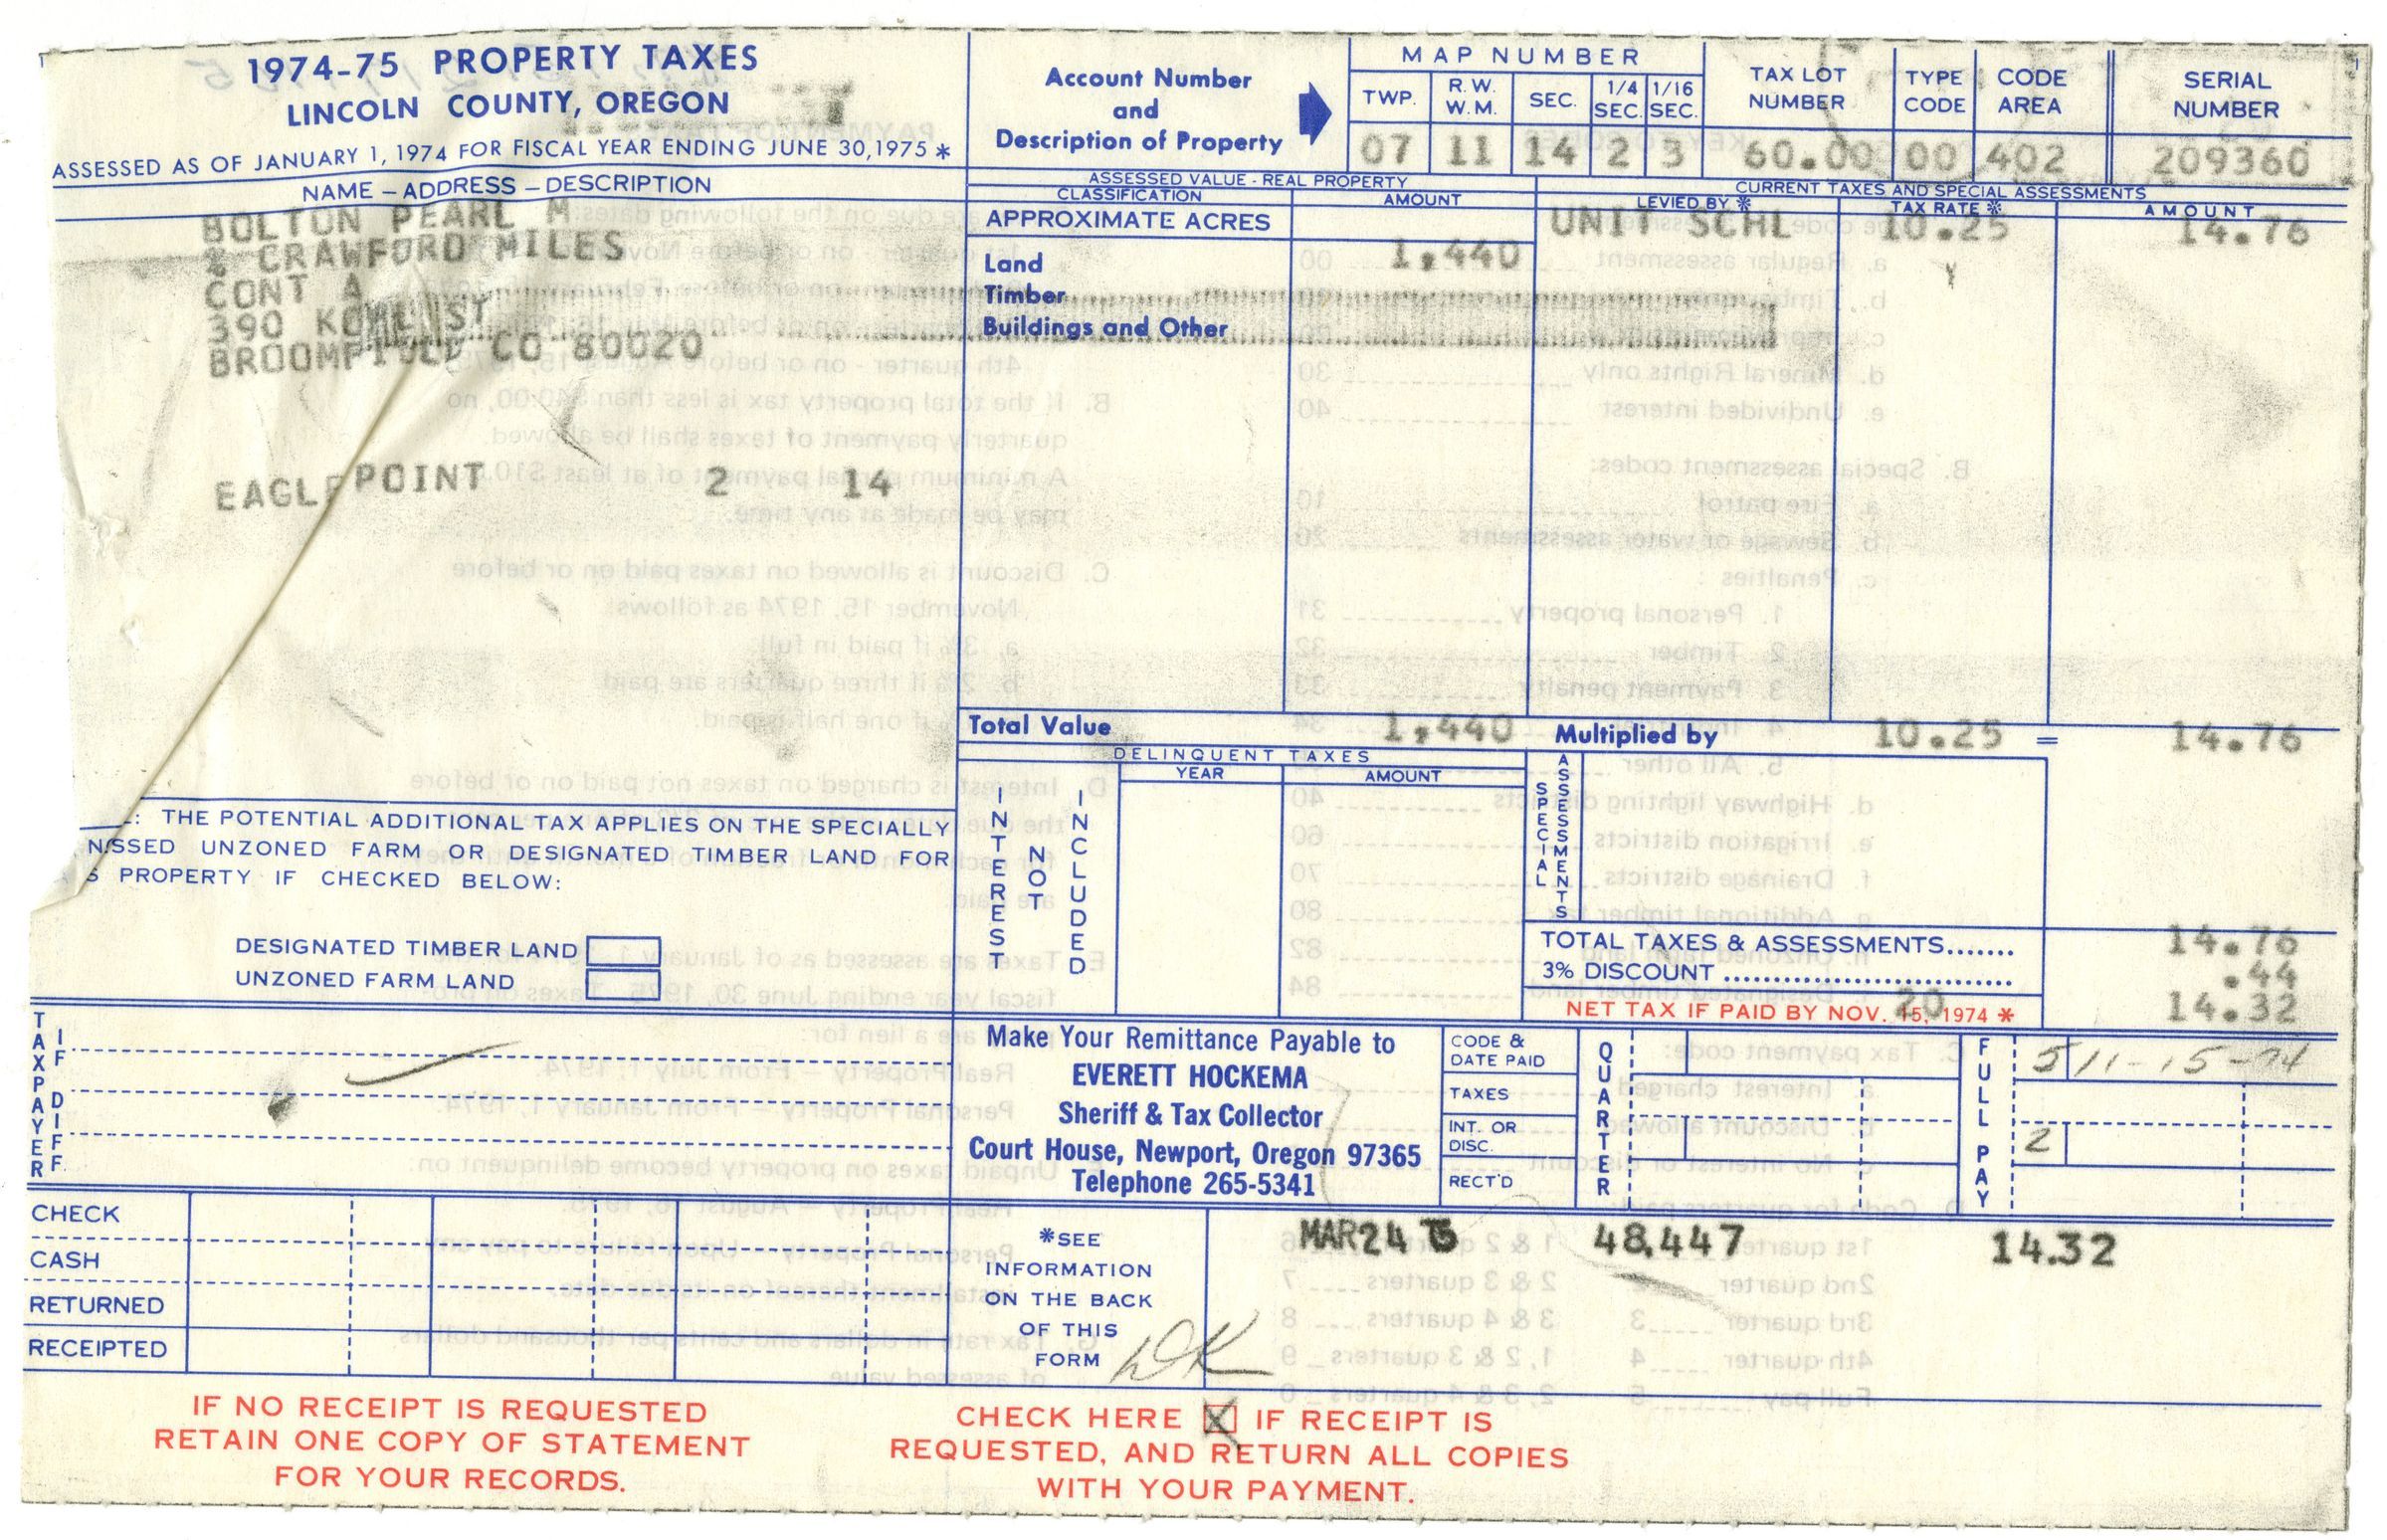 1974-75 PROPERTY TAXES
LINCOLN COUNTY, OREGON
ASSESSED AS OF JANUARY 1, 1974 FOR FISCAL YEAR ENDING JUNE 30, 1975 *
NAME – ADDRESS – DESCRIPTION
BOLTON PEARL M
% CRAWFORD MILES
CONT A
390 ST
BROOMFIELD CO 80020
EAGLE POINT 2 14
Account Number
and
Description of Property
MAP NUMBER
TWP. R.W. W.M. SEC. 1/4 SEC. 1/16 SEC. TAX LOT NUMBER TYPE CODE CODE AREA SERIAL NUMBER
07 11 14 2 3 60.00 00 402 209360
ASSESSED VALUE - REAL PROPERTY
CLASSIFICATION AMOUNT
APPROXIMATE ACRES
Land 1,440
Timber
Buildings and Other
CURRENT TAXES AND SPECIAL ASSESSMENTS
LEVIED BY * TAX RATE * AMOUNT
UNIT SCHL 10.25 14.76
Total Value 1,440 Multiplied by 10.25 = 14.76
DELINQUENT TAXES
YEAR AMOUNT
INTEREST NOT INCLUDED
SPECIAL ASSESSMENTS
: THE POTENTIAL ADDITIONAL TAX APPLIES ON THE SPECIALLY
SSED UNZONED FARM OR DESIGNATED TIMBER LAND FOR
S PROPERTY IF CHECKED BELOW:
DESIGNATED TIMBER LAND
UNZONED FARM LAND
TOTAL TAXES & ASSESSMENTS....... 14.76
3% DISCOUNT .44
NET TAX IF PAID BY NOV. 15, 1974 * 14.32
20
TAXPAYER IF DIFF.
Make Your Remittance Payable to
EVERETT HOCKEMA
Sheriff & Tax Collector
Court House, Newport, Oregon 97365
Telephone 265-5341
CODE & DATE PAID
TAXES
INT. OR DISC.
RECT'D
QUARTER
FULL PAY
5 11-15-74
2
CHECK
CASH
RETURNED
RECEIPTED
*SEE
INFORMATION
ON THE BACK
OF THIS
FORM
DK
MAR 24 75 48,447 14.32
IF NO RECEIPT IS REQUESTED
RETAIN ONE COPY OF STATEMENT
FOR YOUR RECORDS.
CHECK HERE X IF RECEIPT IS
REQUESTED, AND RETURN ALL COPIES
WITH YOUR PAYMENT.